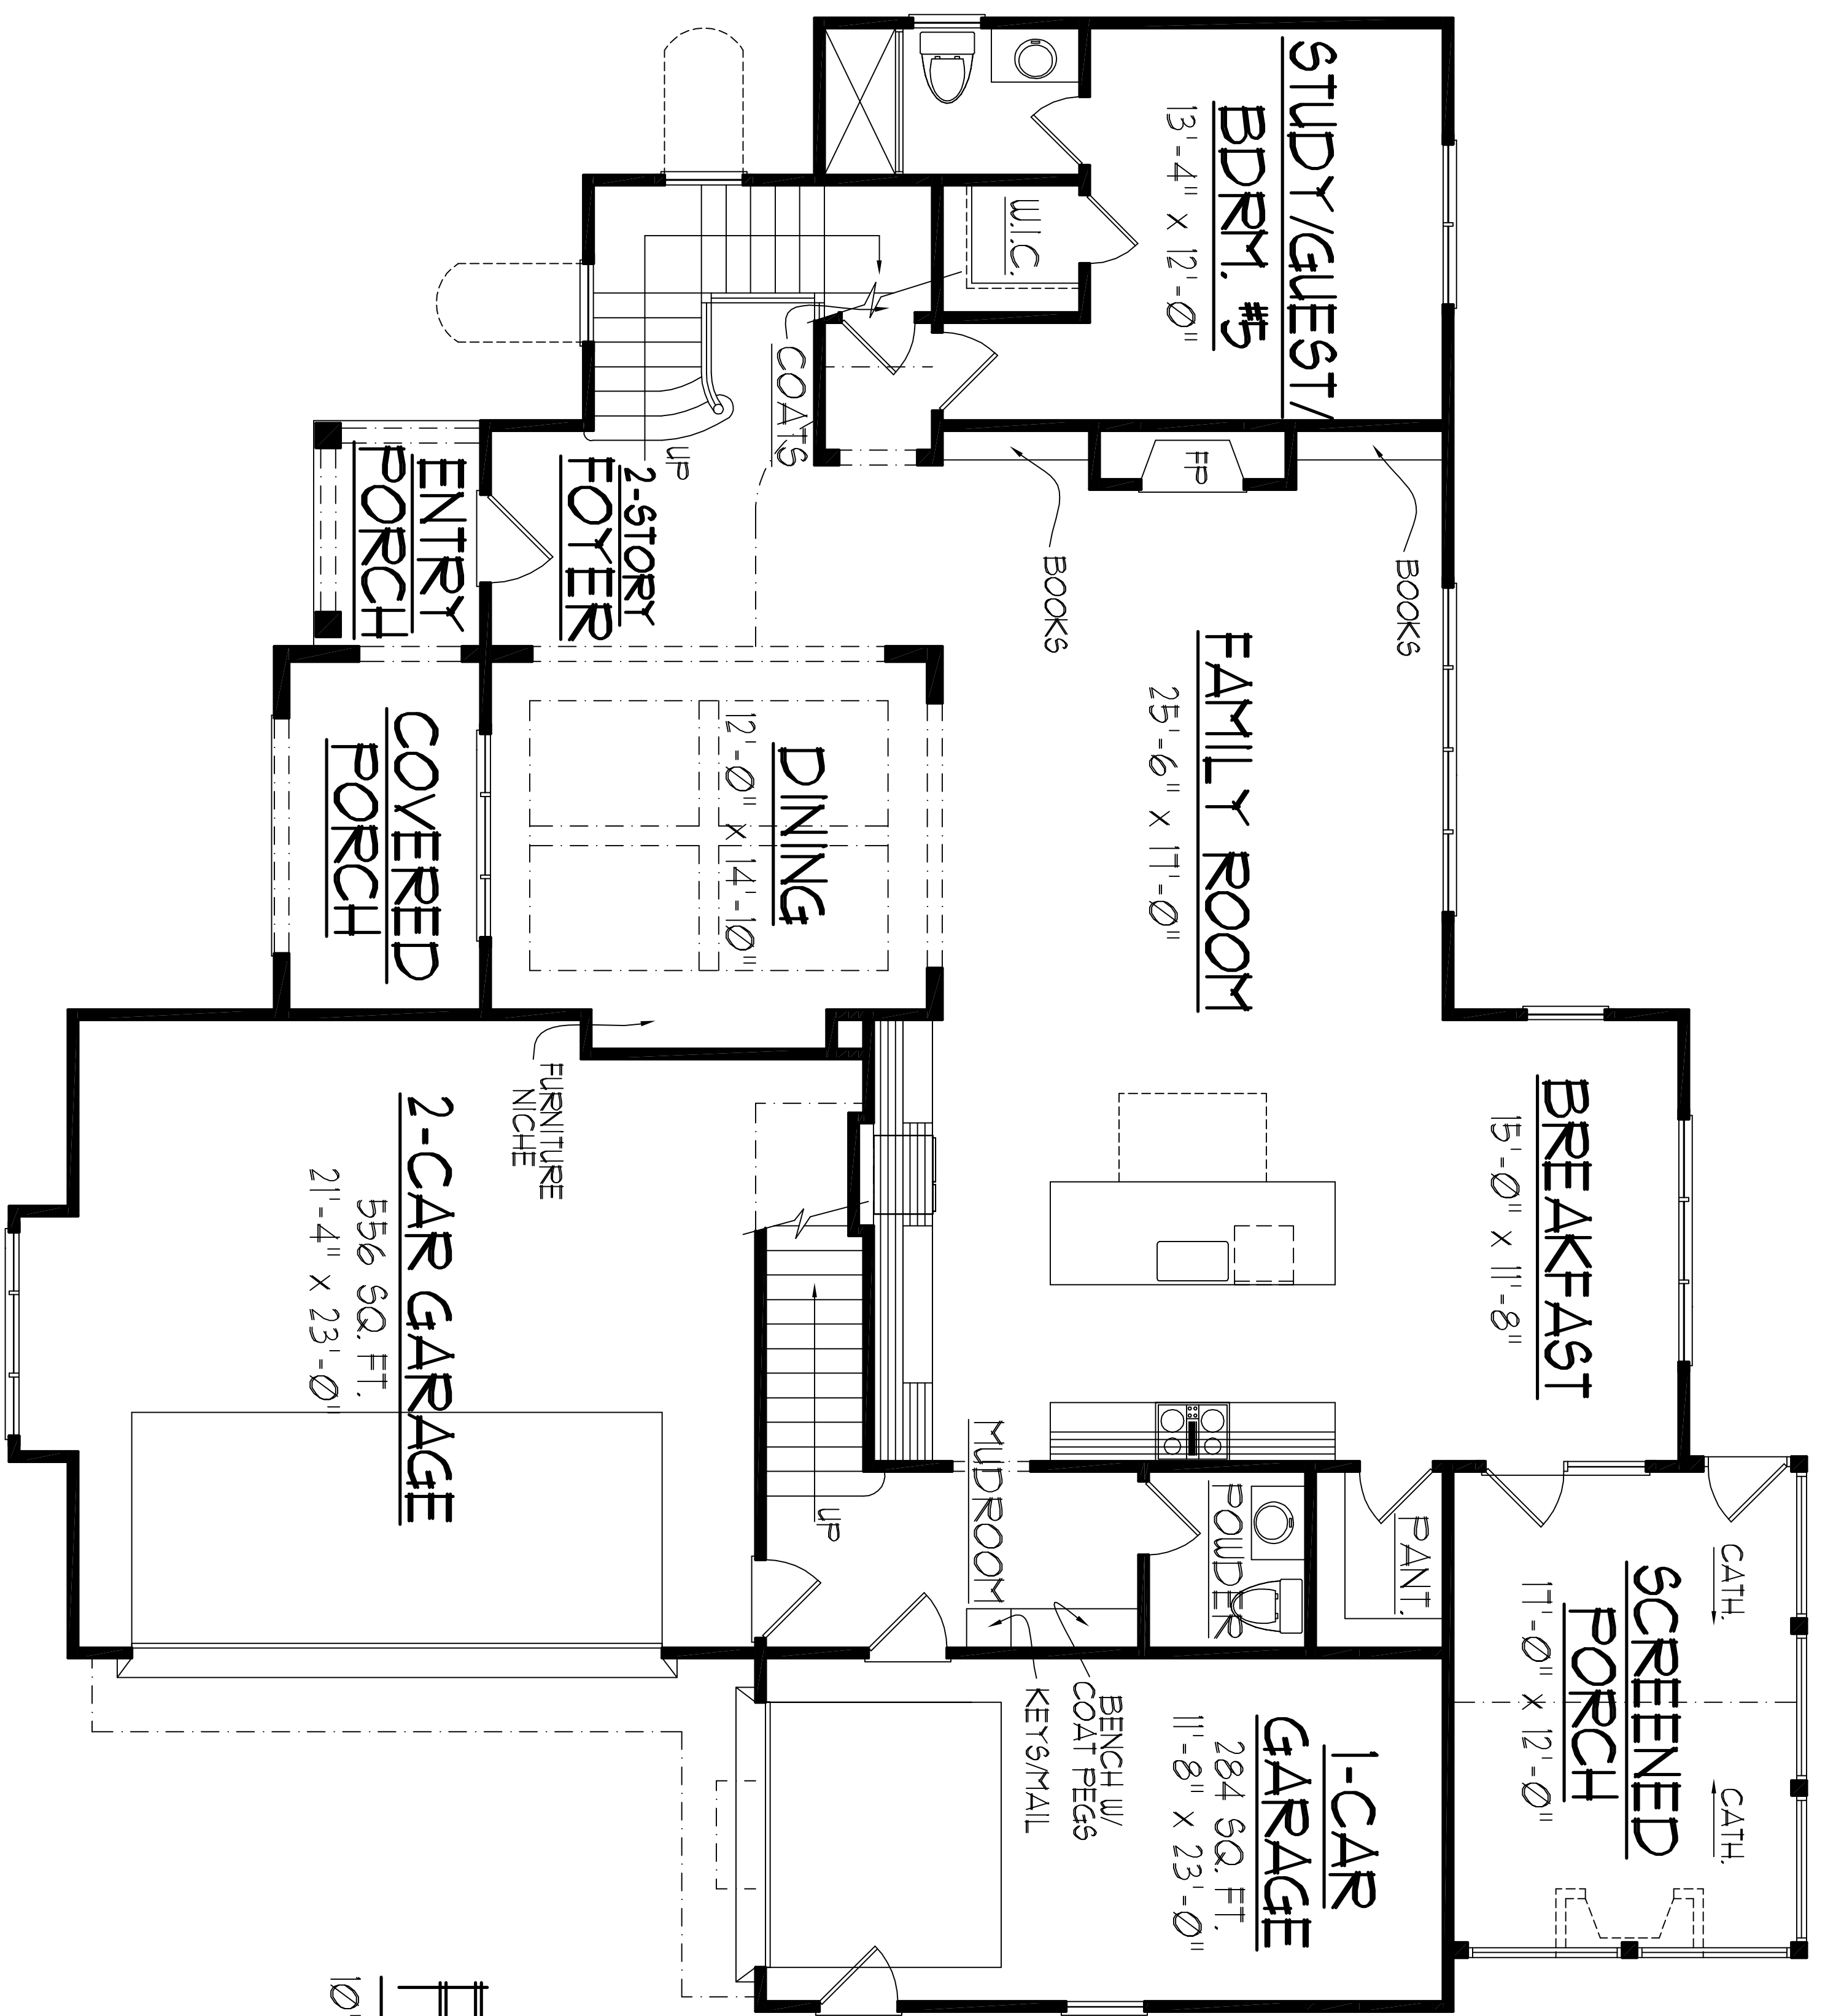 STUDY/GUEST/
BDRM. #5
13'-4" x 12'-0"
W.I.C.
COATS
UP
FP
BOOKS
BOOKS
2-STORY
FOYER
ENTRY
PORCH
FAMILY ROOM
25'-6" x 17'-0"
DINING
12'-0" x 14'-10"
COVERED
PORCH
BREAKFAST
15'-0" x 11'-8"
FURNITURE
NICHE
2-CAR GARAGE
556 SQ. FT.
21'-4" x 23'-0"
UP
MUDROOM
POWDER
PANT.
CATH.
SCREENED
PORCH
17'-0" x 12'-0"
CATH.
BENCH W/
COAT PEGS
KEYS/MAIL
1-CAR
GARAGE
284 SQ. FT.
11'-8" x 23'-0"